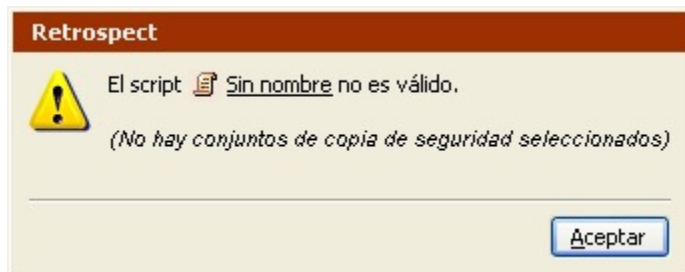 Retrospect
El script Sin nombre no es válido.
(No hay conjuntos de copia de seguridad seleccionados)
Aceptar